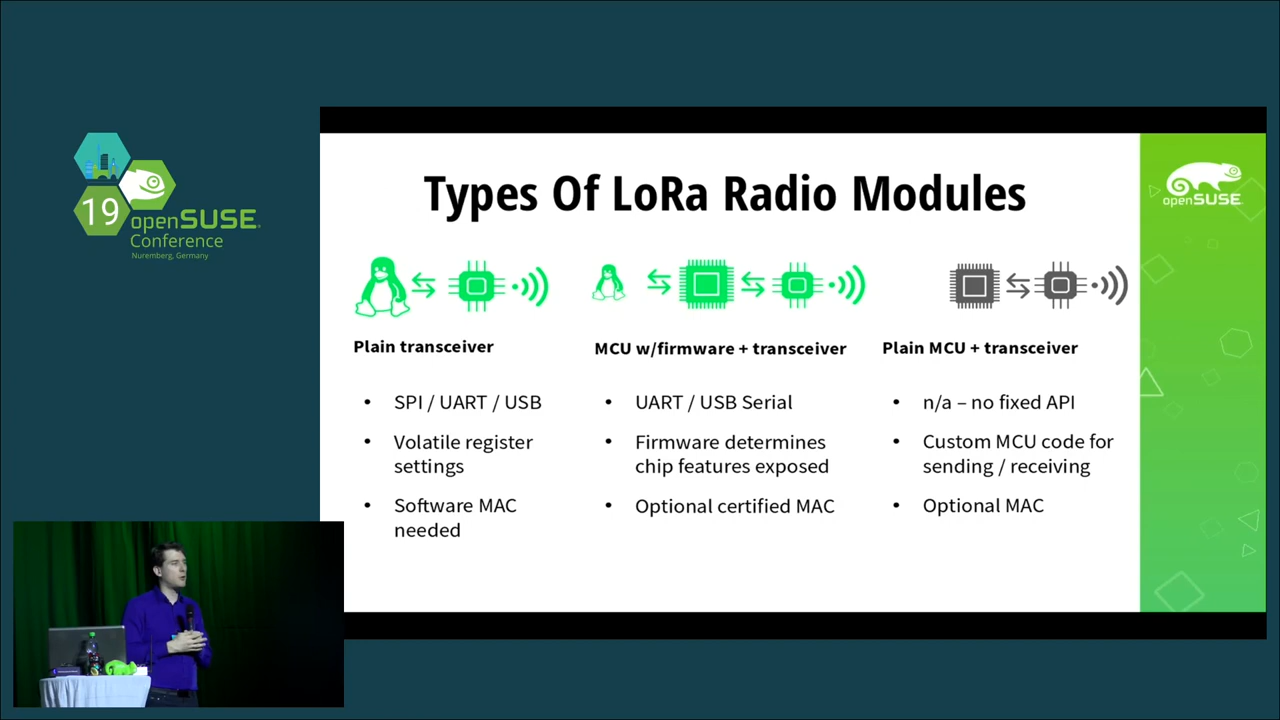 19
openSUSE
Conference
Nuremberg, Germany
Types Of LoRa Radio Modules
openSUSE
Plain transceiver
• SPI / UART / USB
• Volatile register
settings
• Software MAC
needed
MCU w/firmware + transceiver
• UART / USB Serial
• Firmware determines
chip features exposed
• Optional certified MAC
Plain MCU + transceiver
• n/a – no fixed API
• Custom MCU code for
sending / receiving
• Optional MAC